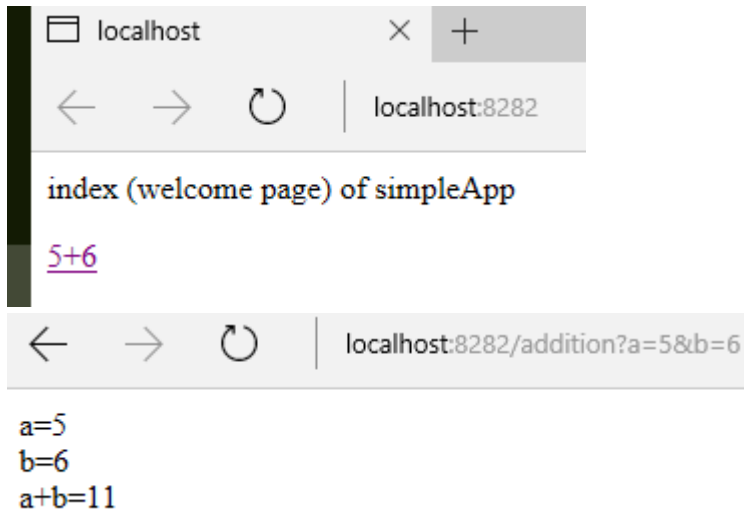 localhost
localhost:8282
index (welcome page) of simpleApp
5+6
localhost:8282/addition?a=5&b=6
a=5
b=6
a+b=11